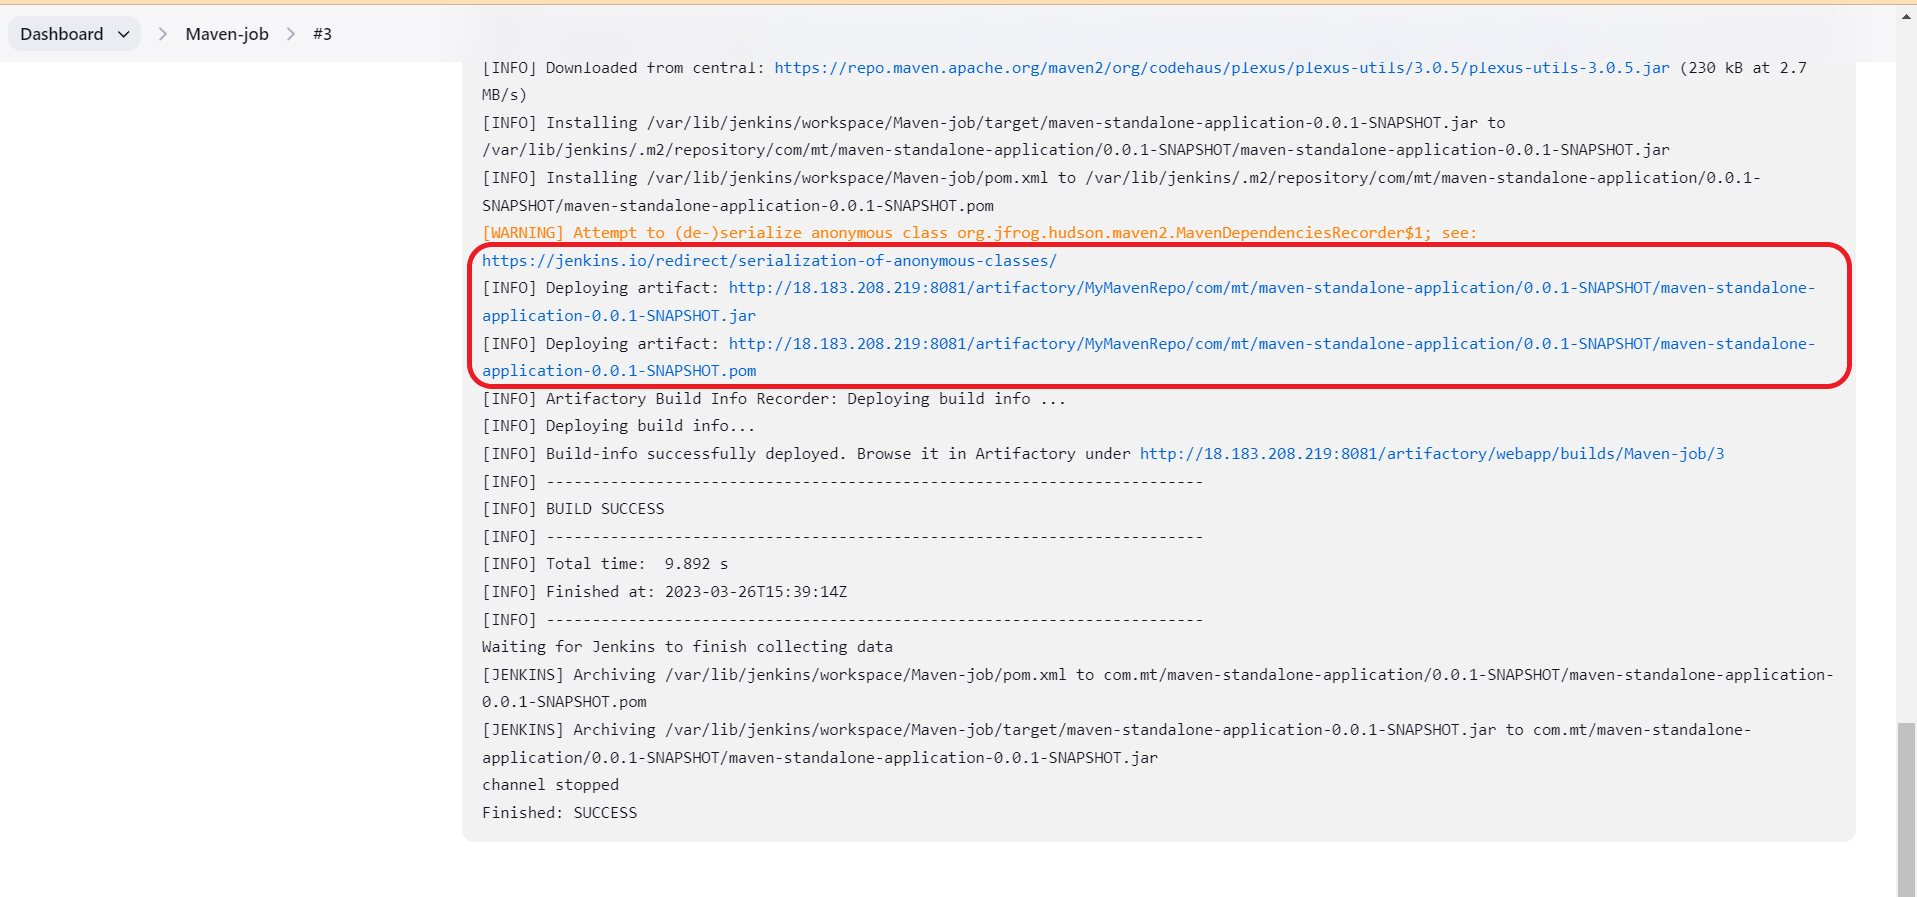 Dashboard
Maven-job
#3
[INFO] Downloaded from central: https://repo.maven.apache.org/maven2/org/codehaus/plexus/plexus-utils/3.0.5/plexus-utils-3.0.5.jar (230 kB at 2.7
MB/s)
[INFO] Installing /var/lib/jenkins/workspace/Maven-job/target/maven-standalone-application-0.0.1-SNAPSHOT.jar to
/var/lib/jenkins/.m2/repository/com/mt/maven-standalone-application/0.0.1-SNAPSHOT/maven-standalone-application-0.0.1-SNAPSHOT.jar
[INFO] Installing /var/lib/jenkins/workspace/Maven-job/pom.xml to /var/lib/jenkins/.m2/repository/com/mt/maven-standalone-application/0.0.1-
SNAPSHOT/maven-standalone-application-0.0.1-SNAPSHOT.pom
[WARNING] Attempt to (de-)serialize anonymous class org.jfrog.hudson.maven2.MavenDependenciesRecorder$1; see:
https://jenkins.io/redirect/serialization-of-anonymous-classes/
[INFO] Deploying artifact: http://18.183.208.219:8081/artifactory/MyMavenRepo/com/mt/maven-standalone-application/0.0.1-SNAPSHOT/maven-standalone-
application-0.0.1-SNAPSHOT.jar
[INFO] Deploying artifact: http://18.183.208.219:8081/artifactory/MyMavenRepo/com/mt/maven-standalone-application/0.0.1-SNAPSHOT/maven-standalone-
application-0.0.1-SNAPSHOT.pom
[INFO] Artifactory Build Info Recorder: Deploying build info ...
[INFO] Deploying build info...
[INFO] Build-info successfully deployed. Browse it in Artifactory under http://18.183.208.219:8081/artifactory/webapp/builds/Maven-job/3
[INFO] ------------------------------------------------------------------------
[INFO] BUILD SUCCESS
[INFO] ------------------------------------------------------------------------
[INFO] Total time:  9.892 s
[INFO] Finished at: 2023-03-26T15:39:14Z
[INFO] ------------------------------------------------------------------------
Waiting for Jenkins to finish collecting data
[JENKINS] Archiving /var/lib/jenkins/workspace/Maven-job/pom.xml to com.mt/maven-standalone-application/0.0.1-SNAPSHOT/maven-standalone-application-
0.0.1-SNAPSHOT.pom
[JENKINS] Archiving /var/lib/jenkins/workspace/Maven-job/target/maven-standalone-application-0.0.1-SNAPSHOT.jar to com.mt/maven-standalone-
application/0.0.1-SNAPSHOT/maven-standalone-application-0.0.1-SNAPSHOT.jar
channel stopped
Finished: SUCCESS